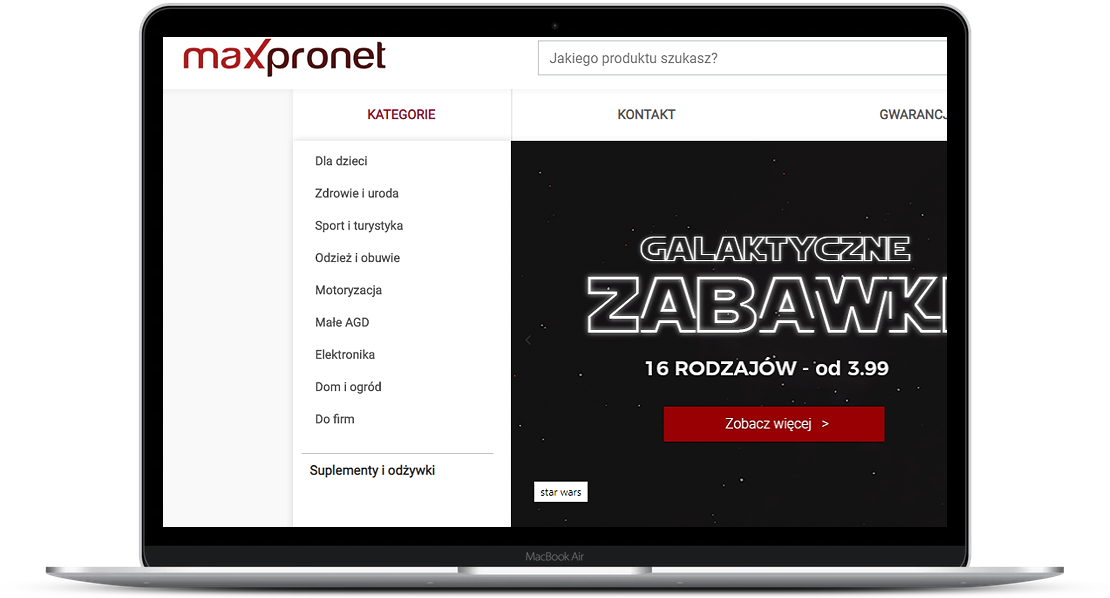 maxpronet
Jakiego produktu szukasz?
KATEGORIE
KONTAKT
GWARANCJ
Dla dzieci
Zdrowie i uroda
Sport i turystyka
Odzież i obuwie
Motoryzacja
Małe AGD
Elektronika
Dom i ogród
Do firm
Suplementy i odżywki
GALAKTYCZNE
ZABAWKI
16 RODZAJÓW - od 3.99
Zobacz więcej >
star wars
MacBook Air